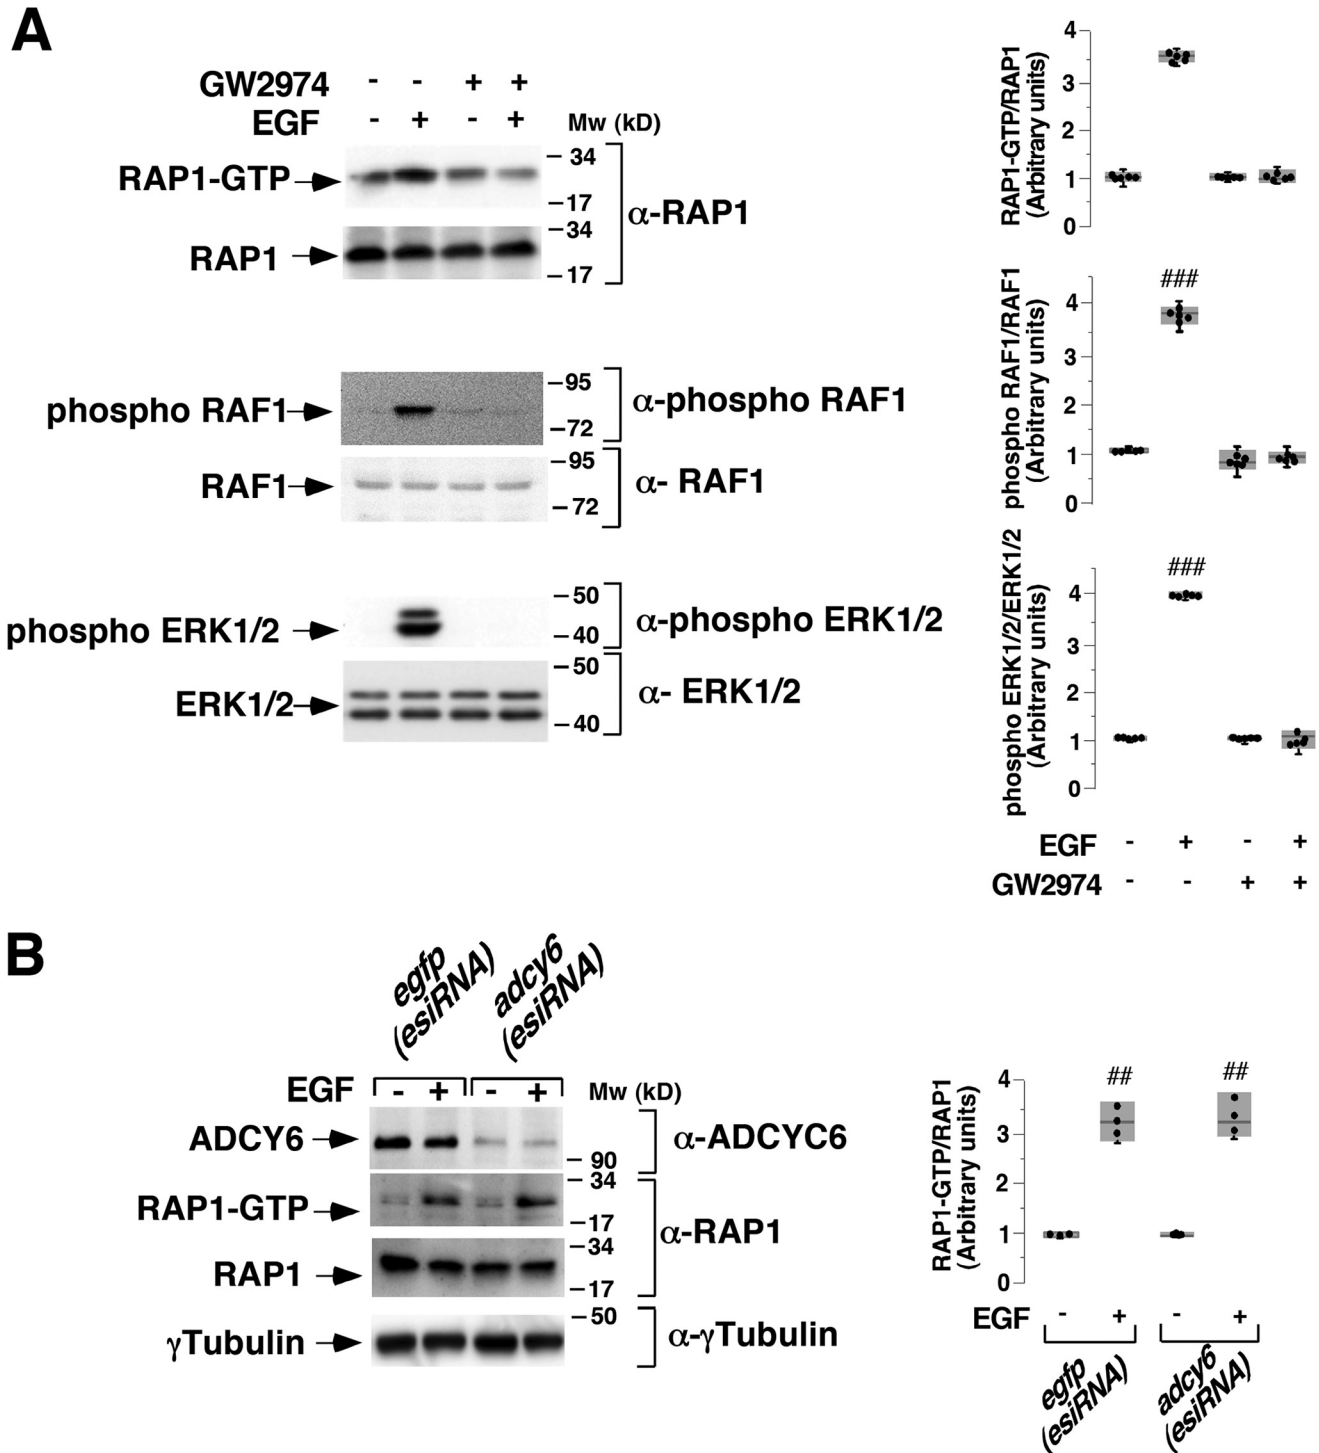 A
GW2974 - - + +
EGF - + - + Mw (kD)
RAP1-GTP
34
17
α-RAP1
RAP1
34
17
phospho RAF1
95
72
α-phospho RAF1
RAF1
95
72
α- RAF1
phospho ERK1/2
50
40
α-phospho ERK1/2
ERK1/2
50
40
α- ERK1/2
RAP1-GTP/RAP1
(Arbitrary units)
4
3
2
1
0
phospho RAF1/RAF1
(Arbitrary units)
###
4
3
2
1
0
phospho ERK1/2/ERK1/2
(Arbitrary units)
###
4
3
2
1
0
EGF - + - +
GW2974 - - + +
B
egfp
(esiRNA)
adcy6
(esiRNA)
EGF - + - + Mw (kD)
ADCY6
90
α-ADCYC6
RAP1-GTP
34
17
α-RAP1
RAP1
34
17
γTubulin
50
α-γTubulin
RAP1-GTP/RAP1
(Arbitrary units)
## ##
4
3
2
1
0
EGF - + - +
egfp
(esiRNA)
adcy6
(esiRNA)